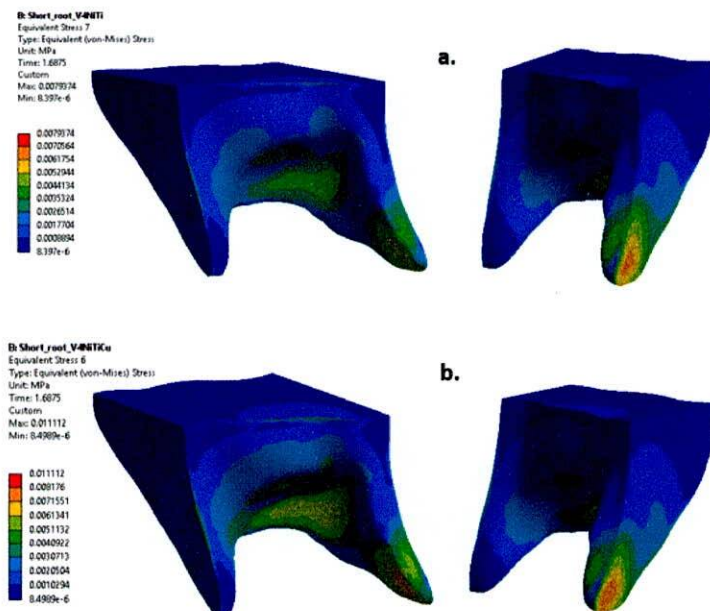 B: Short_root_V4NiTi
Equivalent Stress 7
Type: Equivalent (von-Mises) Stress
Unit: MPa
Time: 1.6875
Custom
Max: 0.0079374
Min: 8.397e-6
a.
0.0079374
0.0070564
0.0061754
0.0052944
0.0044134
0.0035324
0.0026514
0.0017704
0.0008894
8.397e-6
B: Short_root_V4NiTiCu
Equivalent Stress 6
Type: Equivalent (von-Mises) Stress
Unit: MPa
Time: 1.6875
Custom
Max: 0.011112
Min: 8.4989e-6
b.
0.011112
0.008176
0.0071551
0.0061341
0.0051132
0.0040922
0.0030713
0.0020504
0.0010294
8.4989e-6